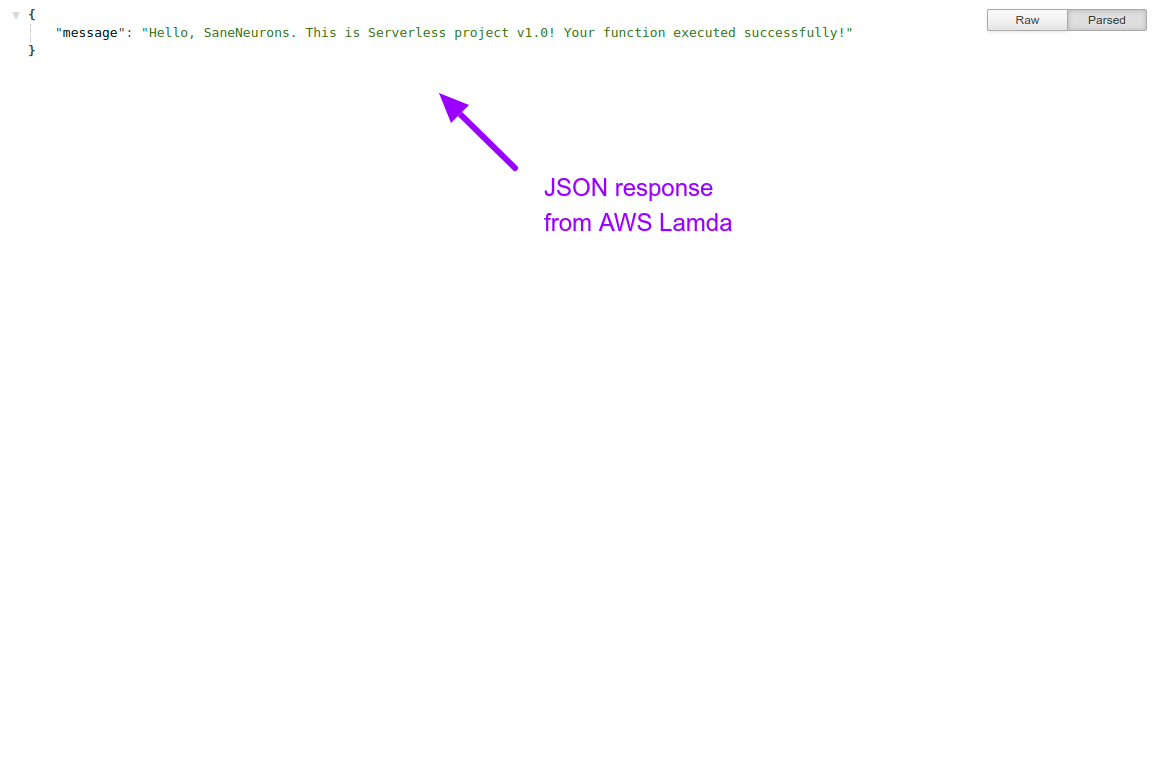 {
"message": "Hello, SaneNeurons. This is Serverless project v1.0! Your function executed successfully!"
}
Raw Parsed
JSON response
from AWS Lamda